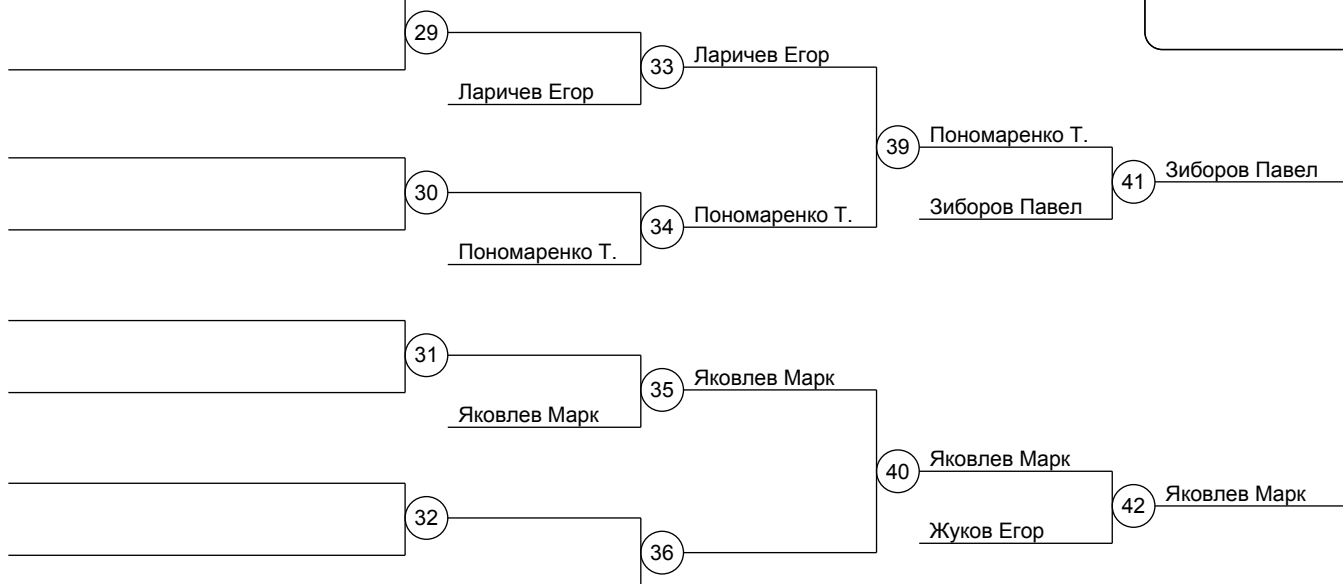 29
33
Ларичев Егор
Ларичев Егор
39
Пономаренко Т.
41
Зиборов Павел
30
34
Пономаренко Т.
Зиборов Павел
Пономаренко Т.
31
35
Яковлев Марк
Яковлев Марк
40
Яковлев Марк
42
Яковлев Марк
32
Жуков Егор
36